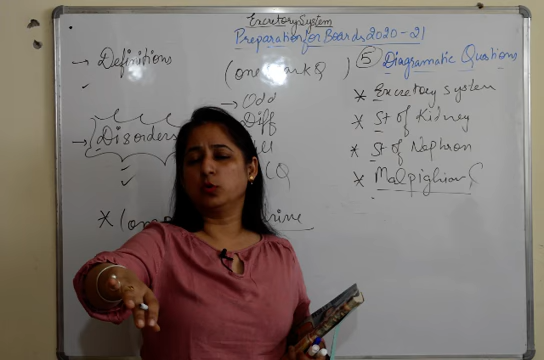 Excretory System
Preparation for Boards 2020-21
→ Definitions
(one mark Q)
→ Odd
Diff
→ Disorders
5 Diagramatic Questions
* Excretory system
* St of Kidney
* St of Nephron
* Malpighian